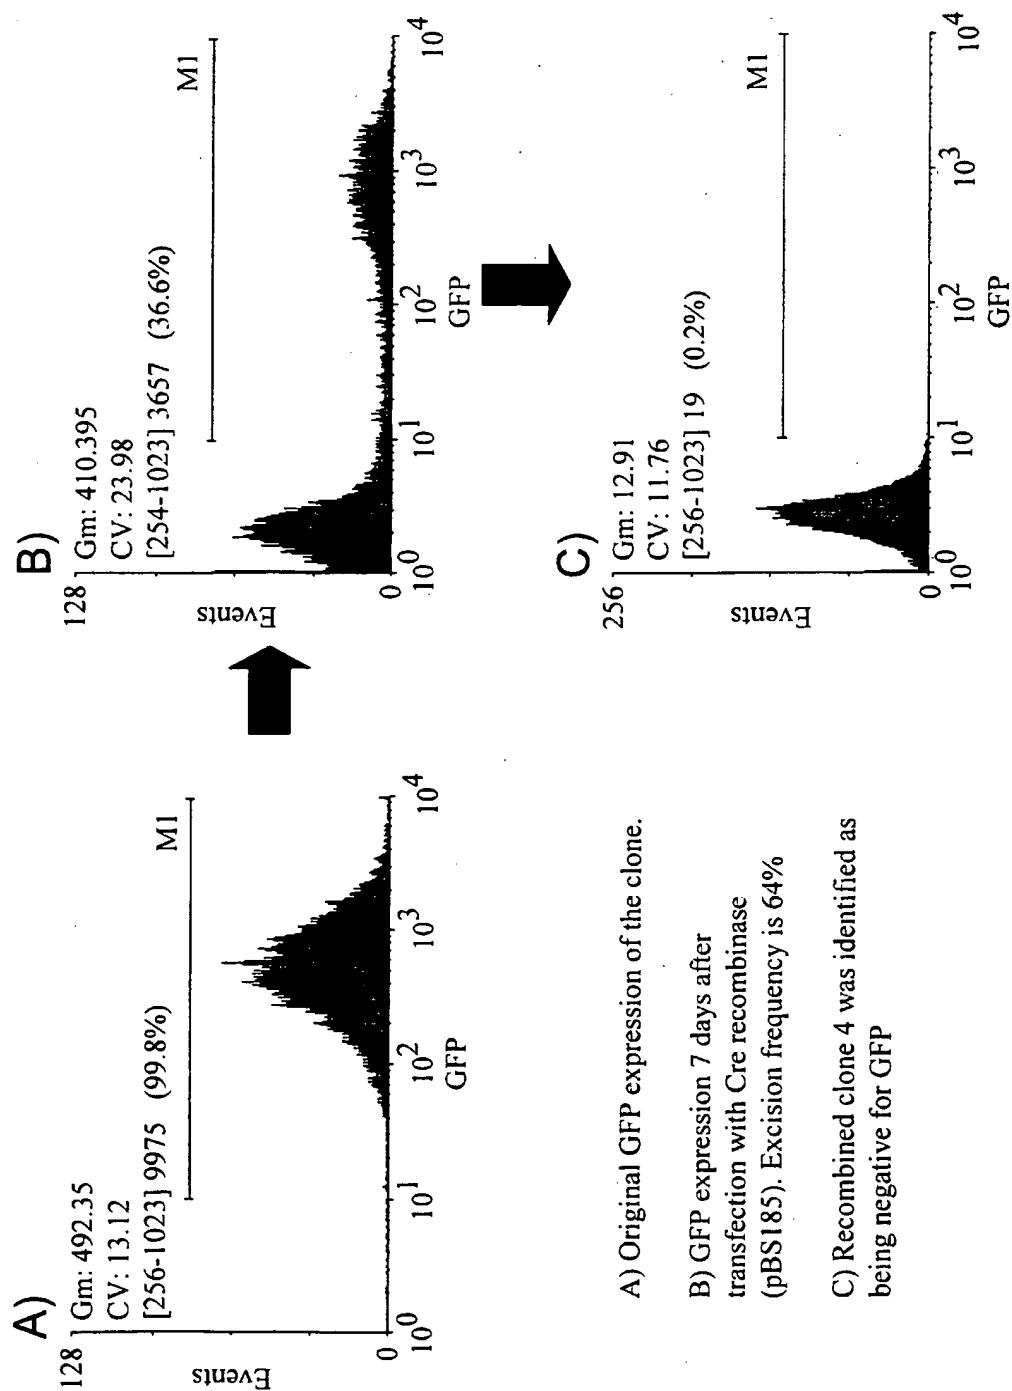 A)
128
Gm: 492.35
CV: 13.12
[256-1023] 9975 (99.8%)
M1
Events
0
10^0 10^1 10^2 10^3 10^4
GFP
B)
128
Gm: 410.395
CV: 23.98
[254-1023] 3657 (36.6%)
M1
Events
0
10^0 10^1 10^2 10^3 10^4
GFP
C)
256
Gm: 12.91
CV: 11.76
[256-1023] 19 (0.2%)
M1
Events
0
10^0 10^1 10^2 10^3 10^4
GFP
A) Original GFP expression of the clone.
B) GFP expression 7 days after
transfection with Cre recombinase
(pBS185). Excision frequency is 64%
C) Recombined clone 4 was identified as
being negative for GFP